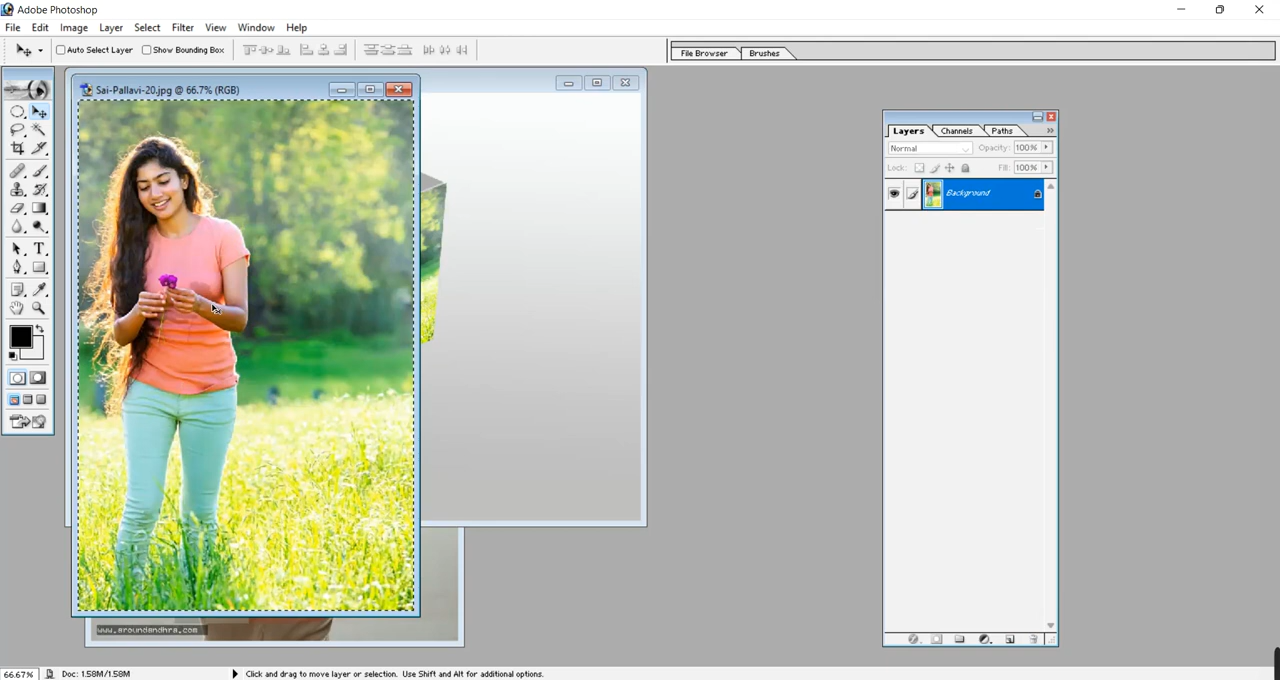 Adobe Photoshop
File Edit Image Layer Select Filter View Window Help
Auto Select Layer Show Bounding Box
File Browser Brushes
Sai-Pallavi-20.jpg @ 66.7% (RGB)
Layers Channels Paths
Normal Opacity: 100%
Lock: Fill: 100%
Background
T
www.aroundandhra.com
66.67% Doc: 1.58M/1.58M Click and drag to move layer or selection. Use Shift and Alt for additional options.